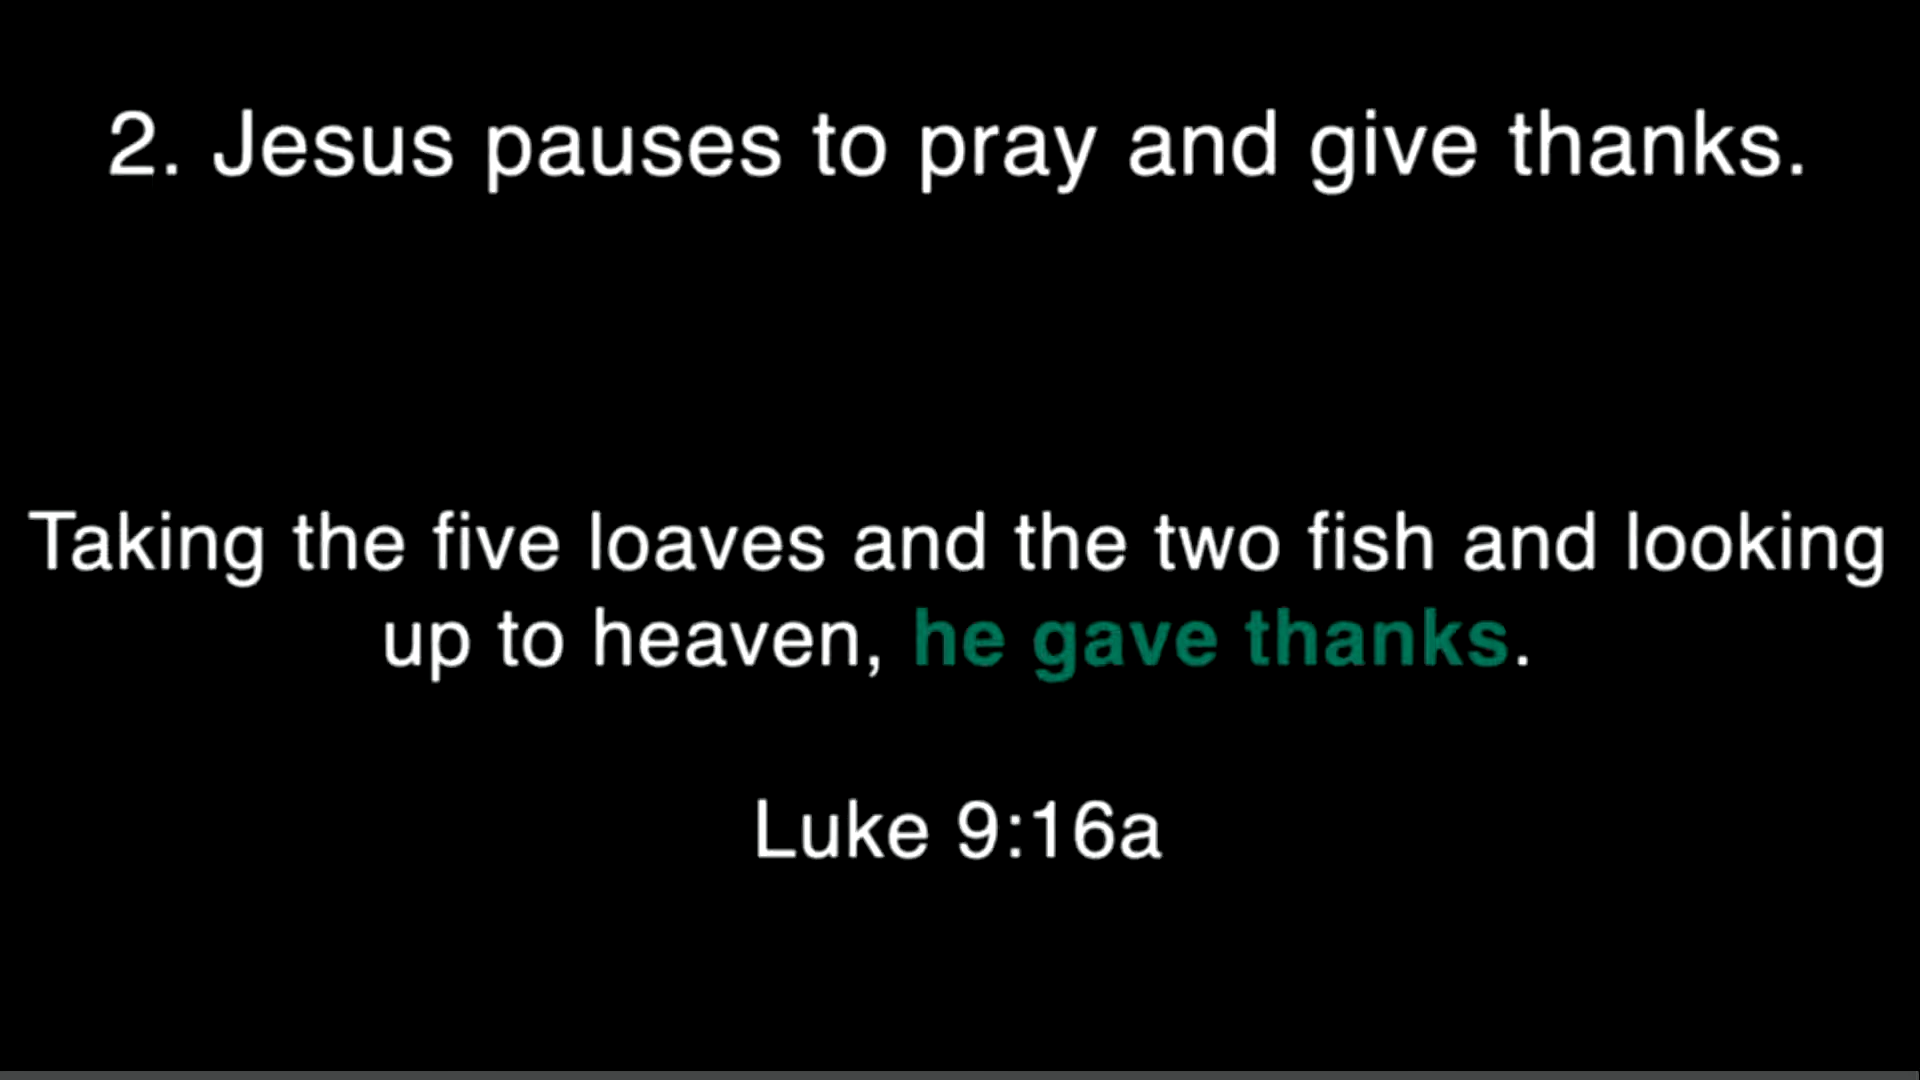 2. Jesus pauses to pray and give thanks.
Taking the five loaves and the two fish and looking
up to heaven, he gave thanks.
Luke 9:16a